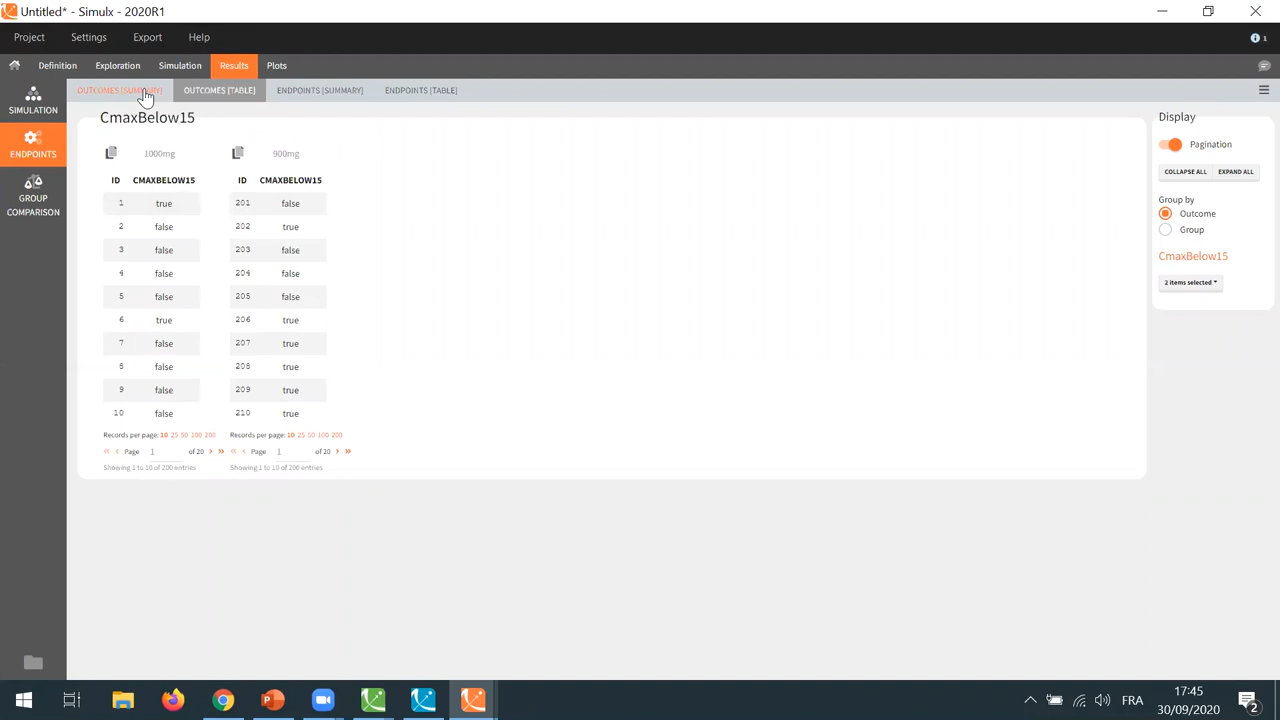 Untitled* - Simulx - 2020R1
Project Settings Export Help
1
Definition Exploration Simulation Results Plots
OUTCOMES [SUMMARY] OUTCOMES [TABLE] ENDPOINTS [SUMMARY] ENDPOINTS [TABLE]
SIMULATION
ENDPOINTS
GROUP
COMPARISON
CmaxBelow15
1000mg 900mg
ID CMAXBELOW15 ID CMAXBELOW15
1 true 201 false
2 false 202 true
3 false 203 false
4 false 204 false
5 false 205 false
6 true 206 true
7 false 207 true
8 false 208 true
9 false 209 true
10 false 210 true
Records per page: 10 25 50 100 200 Records per page: 10 25 50 100 200
« ‹ Page 1 of 20 › » « ‹ Page 1 of 20 › »
Showing 1 to 10 of 200 entries Showing 1 to 10 of 200 entries
Display
Pagination
COLLAPSE ALL EXPAND ALL
Group by
Outcome
Group
CmaxBelow15
2 items selected
FRA
17:45
30/09/2020
2